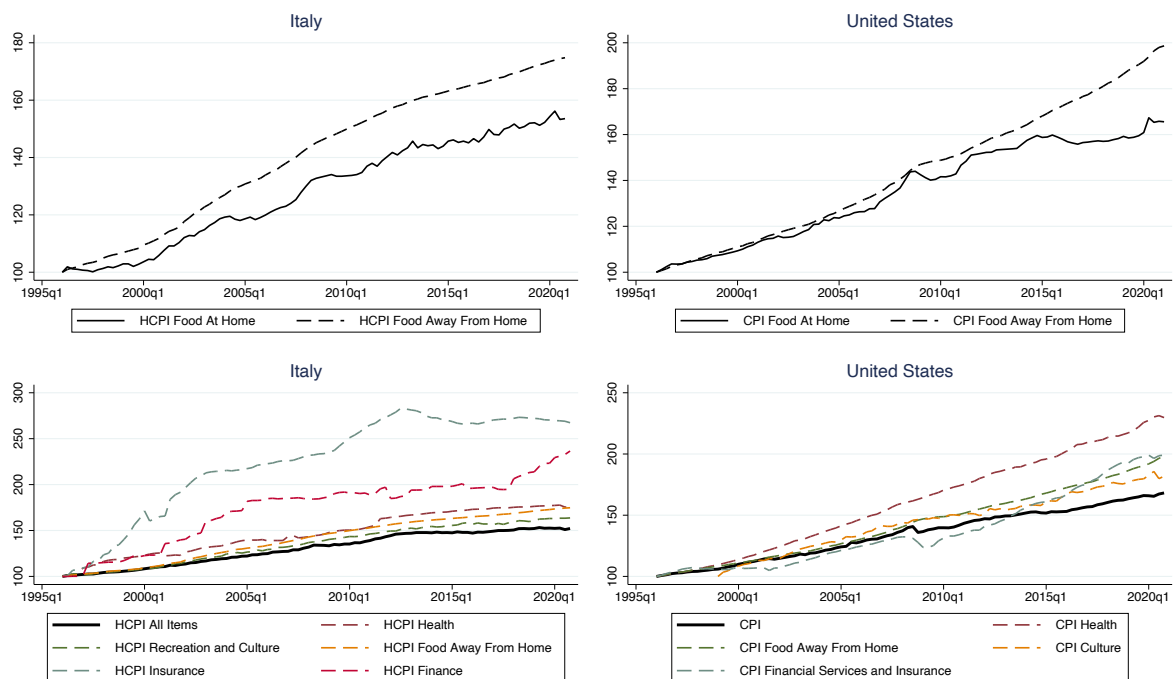 Italy
180
160
140
120
100
1995q1 2000q1 2005q1 2010q1 2015q1 2020q1
HCPI Food At Home HCPI Food Away From Home
United States
200
180
160
140
120
100
1995q1 2000q1 2005q1 2010q1 2015q1 2020q1
CPI Food At Home CPI Food Away From Home
Italy
300
250
200
150
100
1995q1 2000q1 2005q1 2010q1 2015q1 2020q1
HCPI All Items HCPI Health
HCPI Recreation and Culture HCPI Food Away From Home
HCPI Insurance HCPI Finance
United States
250
200
150
100
1995q1 2000q1 2005q1 2010q1 2015q1 2020q1
CPI CPI Health
CPI Food Away From Home CPI Culture
CPI Financial Services and Insurance